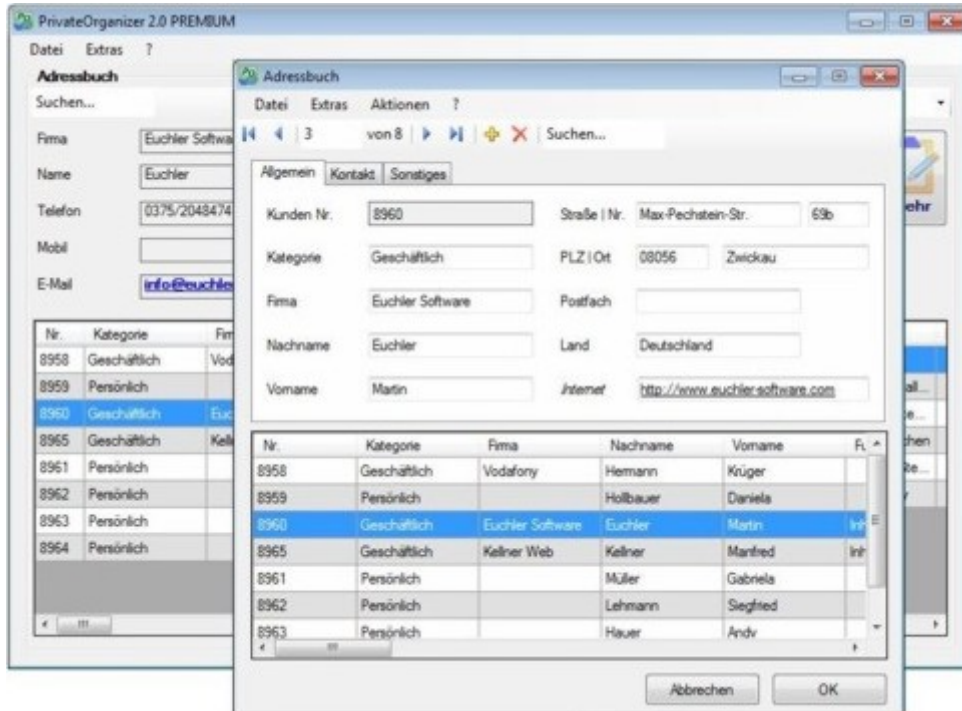 PrivateOrganizer 2.0 PREMIUM
Datei Extras ?
Adressbuch
Suchen...
Firma Euchler Softwa
Name Euchler
Telefon 0375/2048474
Mobil
E-Mail info@euchle
ehr
Nr. Kategorie Firm
8958 Geschäftlich Vod
8959 Persönlich
8960 Geschäftlich Euc
8965 Geschäftlich Kelln
8961 Persönlich
8962 Persönlich
8963 Persönlich
8964 Persönlich
Adressbuch
Datei Extras Aktionen ?
3 von 8 Suchen...
Allgemein Kontakt Sonstiges
Kunden Nr. 8960 Straße | Nr. Max-Pechstein-Str. 69b
Kategorie Geschäftlich PLZ | Ort 08056 Zwickau
Firma Euchler Software Postfach
Nachname Euchler Land Deutschland
Vorname Martin Internet http://www.euchler-software.com
Nr. Kategorie Firma Nachname Vorname
8958 Geschäftlich Vodafony Hermann Krüger
8959 Persönlich Hollbauer Daniela
8960 Geschäftlich Euchler Software Euchler Martin Inh
8965 Geschäftlich Kellner Web Kellner Manfred Inh
8961 Persönlich Müller Gabriela
8962 Persönlich Lehmann Siegfried
8963 Persönlich Hauer Andy
Abbrechen OK